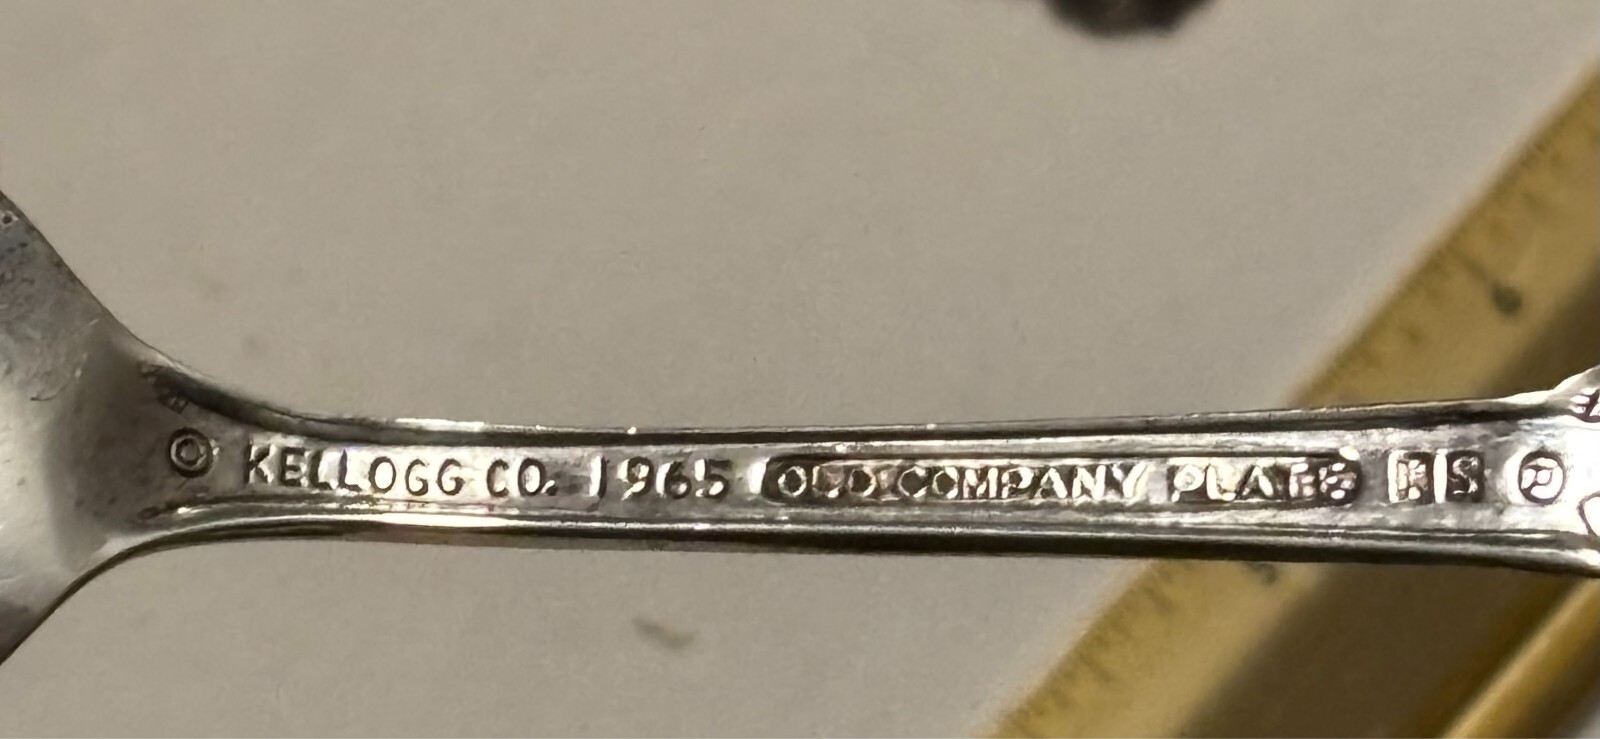 © KELLOGG CO. 1965 OLD COMPANY PLATE IS